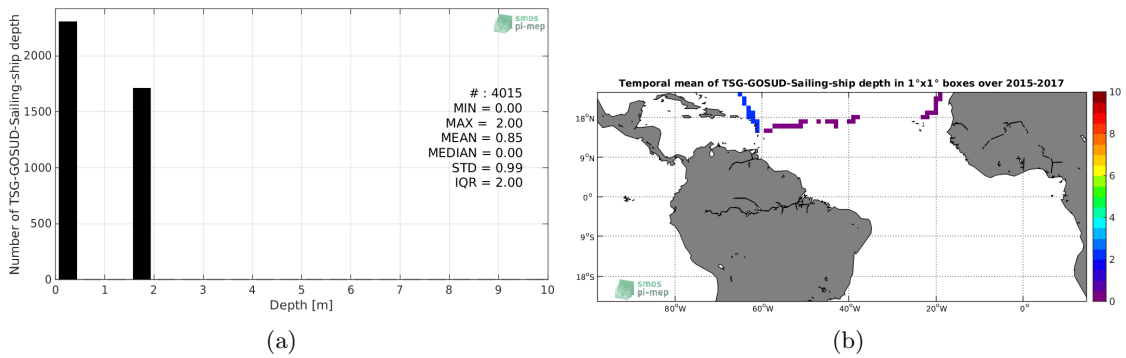 Number of TSG-GOSUD-Sailing-ship depth
2000
1500
1000
500
0
smos
pi-mep
# : 4015
MIN = 0.00
MAX = 2.00
MEAN = 0.85
MEDIAN = 0.00
STD = 0.99
IQR = 2.00
0 1 2 3 4 5 6 7 8 9 10
Depth [m]
(a)
Temporal mean of TSG-GOSUD-Sailing-ship depth in 1°x1° boxes over 2015-2017
18°N
9°N
0°
9°S
18°S
80°W 60°W 40°W 20°W 0°
smos
pi-mep
10
8
6
4
2
0
(b)